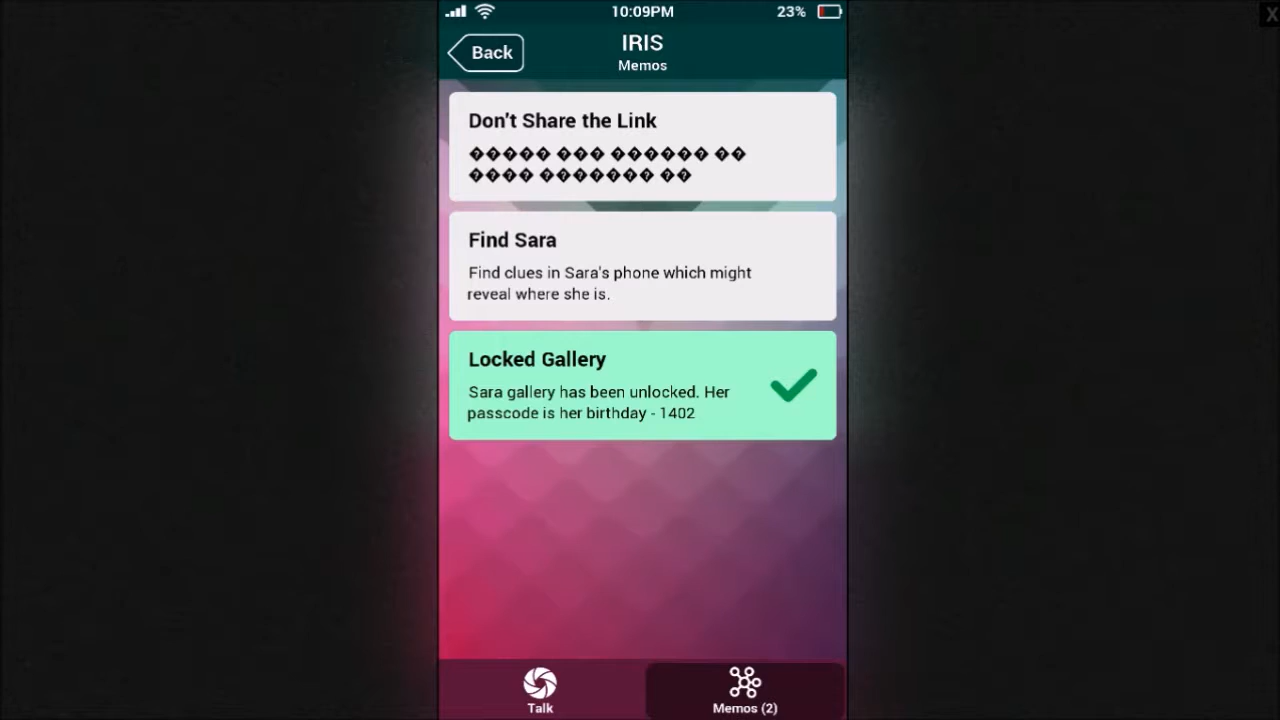 10:09PM
23%
Back
IRIS
Memos
Don't Share the Link
����� ��� ������ ��
���� ������� ��
Find Sara
Find clues in Sara's phone which might
reveal where she is.
Locked Gallery
Sara gallery has been unlocked. Her
passcode is her birthday - 1402
Talk
Memos (2)
X